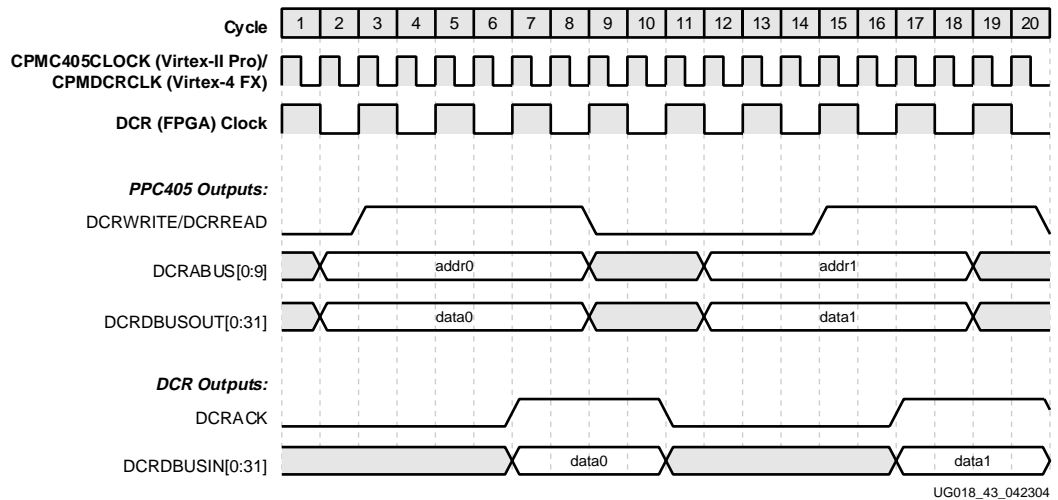 Cycle 1 2 3 4 5 6 7 8 9 10 11 12 13 14 15 16 17 18 19 20
CPMC405CLOCK (Virtex-II Pro)/
CPMDCRCLK (Virtex-4 FX)
DCR (FPGA) Clock
PPC405 Outputs:
DCRWRITE/DCRREAD
DCRABUS[0:9] addr0 addr1
DCRDBUSOUT[0:31] data0 data1
DCR Outputs:
DCRACK
DCRDBUSIN[0:31] data0 data1
UG018_43_042304